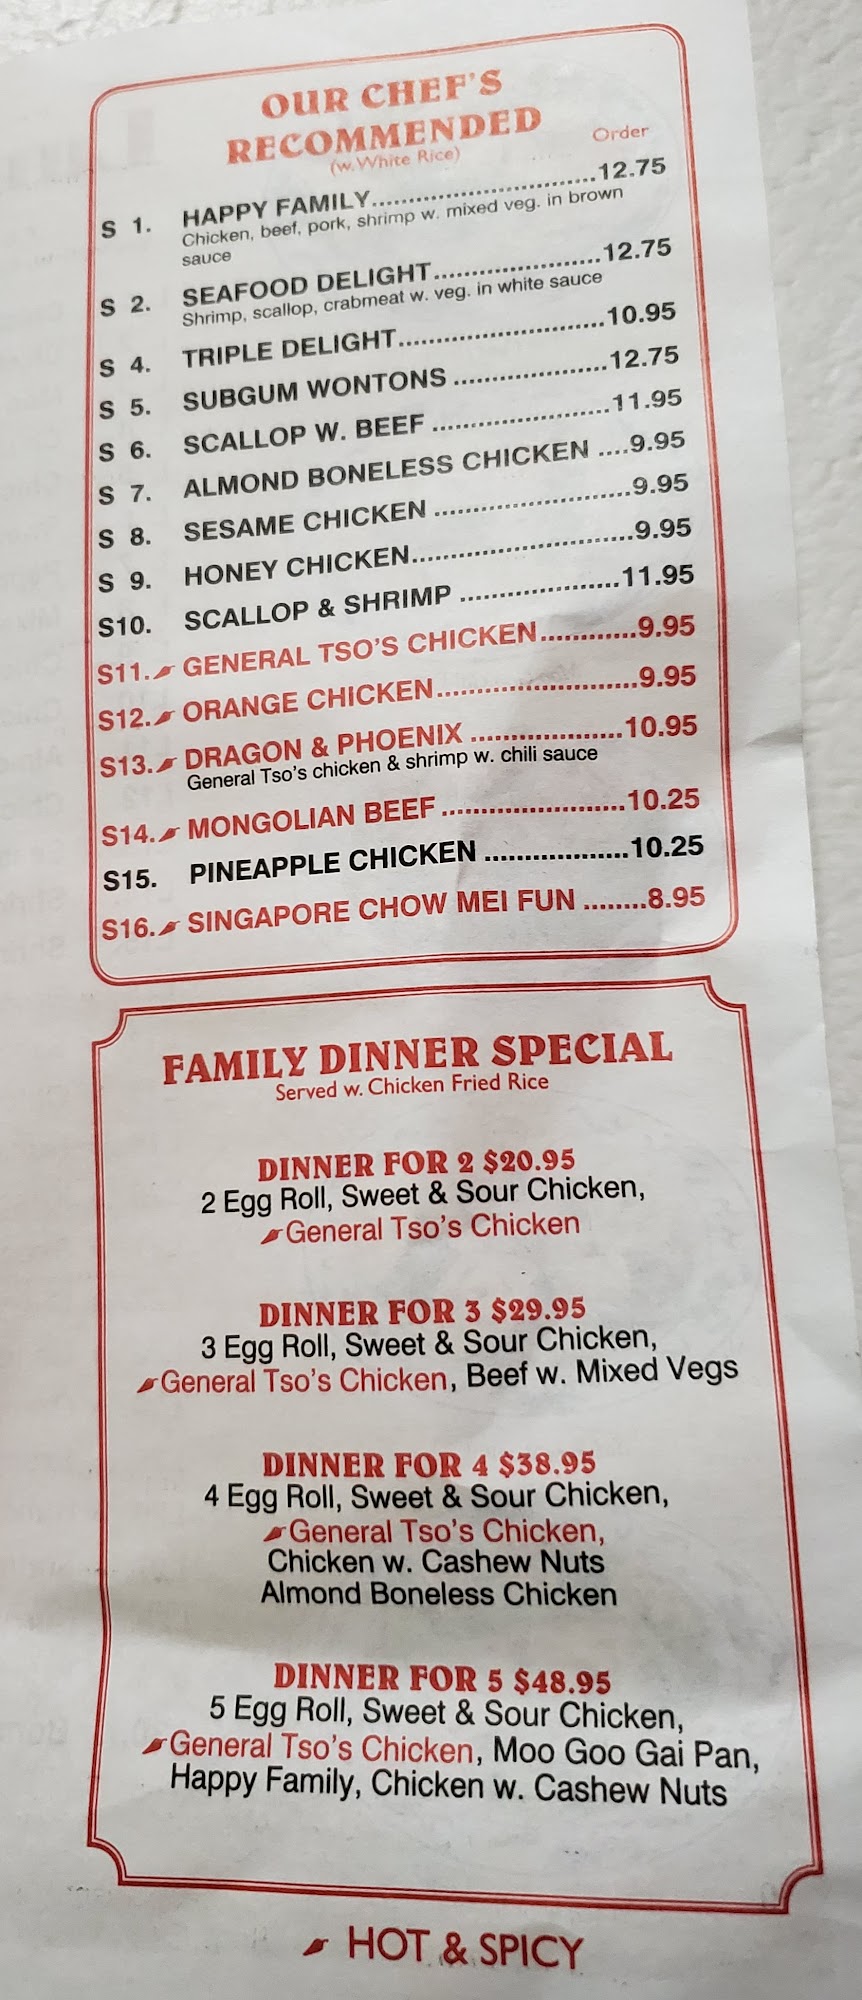 OUR CHEF'S
RECOMMENDED
(w. White Rice)
Order
S 1. HAPPY FAMILY..............................12.75
Chicken, beef, pork, shrimp w. mixed veg. in brown
sauce
S 2. SEAFOOD DELIGHT......................12.75
Shrimp, scallop, crabmeat w. veg. in white sauce
S 4. TRIPLE DELIGHT...........................10.95
S 5. SUBGUM WONTONS ....................12.75
S 6. SCALLOP W. BEEF .......................11.95
S 7. ALMOND BONELESS CHICKEN ....9.95
S 8. SESAME CHICKEN .........................9.95
S 9. HONEY CHICKEN............................9.95
S10. SCALLOP & SHRIMP ....................11.95
S11. GENERAL TSO'S CHICKEN............9.95
S12. ORANGE CHICKEN.........................9.95
S13. DRAGON & PHOENIX ...................10.95
General Tso's chicken & shrimp w. chili sauce
S14. MONGOLIAN BEEF .......................10.25
S15. PINEAPPLE CHICKEN ..................10.25
S16. SINGAPORE CHOW MEI FUN ........8.95
FAMILY DINNER SPECIAL
Served w. Chicken Fried Rice
DINNER FOR 2 $20.95
2 Egg Roll, Sweet & Sour Chicken,
General Tso's Chicken
DINNER FOR 3 $29.95
3 Egg Roll, Sweet & Sour Chicken,
General Tso's Chicken, Beef w. Mixed Vegs
DINNER FOR 4 $38.95
4 Egg Roll, Sweet & Sour Chicken,
General Tso's Chicken,
Chicken w. Cashew Nuts
Almond Boneless Chicken
DINNER FOR 5 $48.95
5 Egg Roll, Sweet & Sour Chicken,
General Tso's Chicken, Moo Goo Gai Pan,
Happy Family, Chicken w. Cashew Nuts
HOT & SPICY